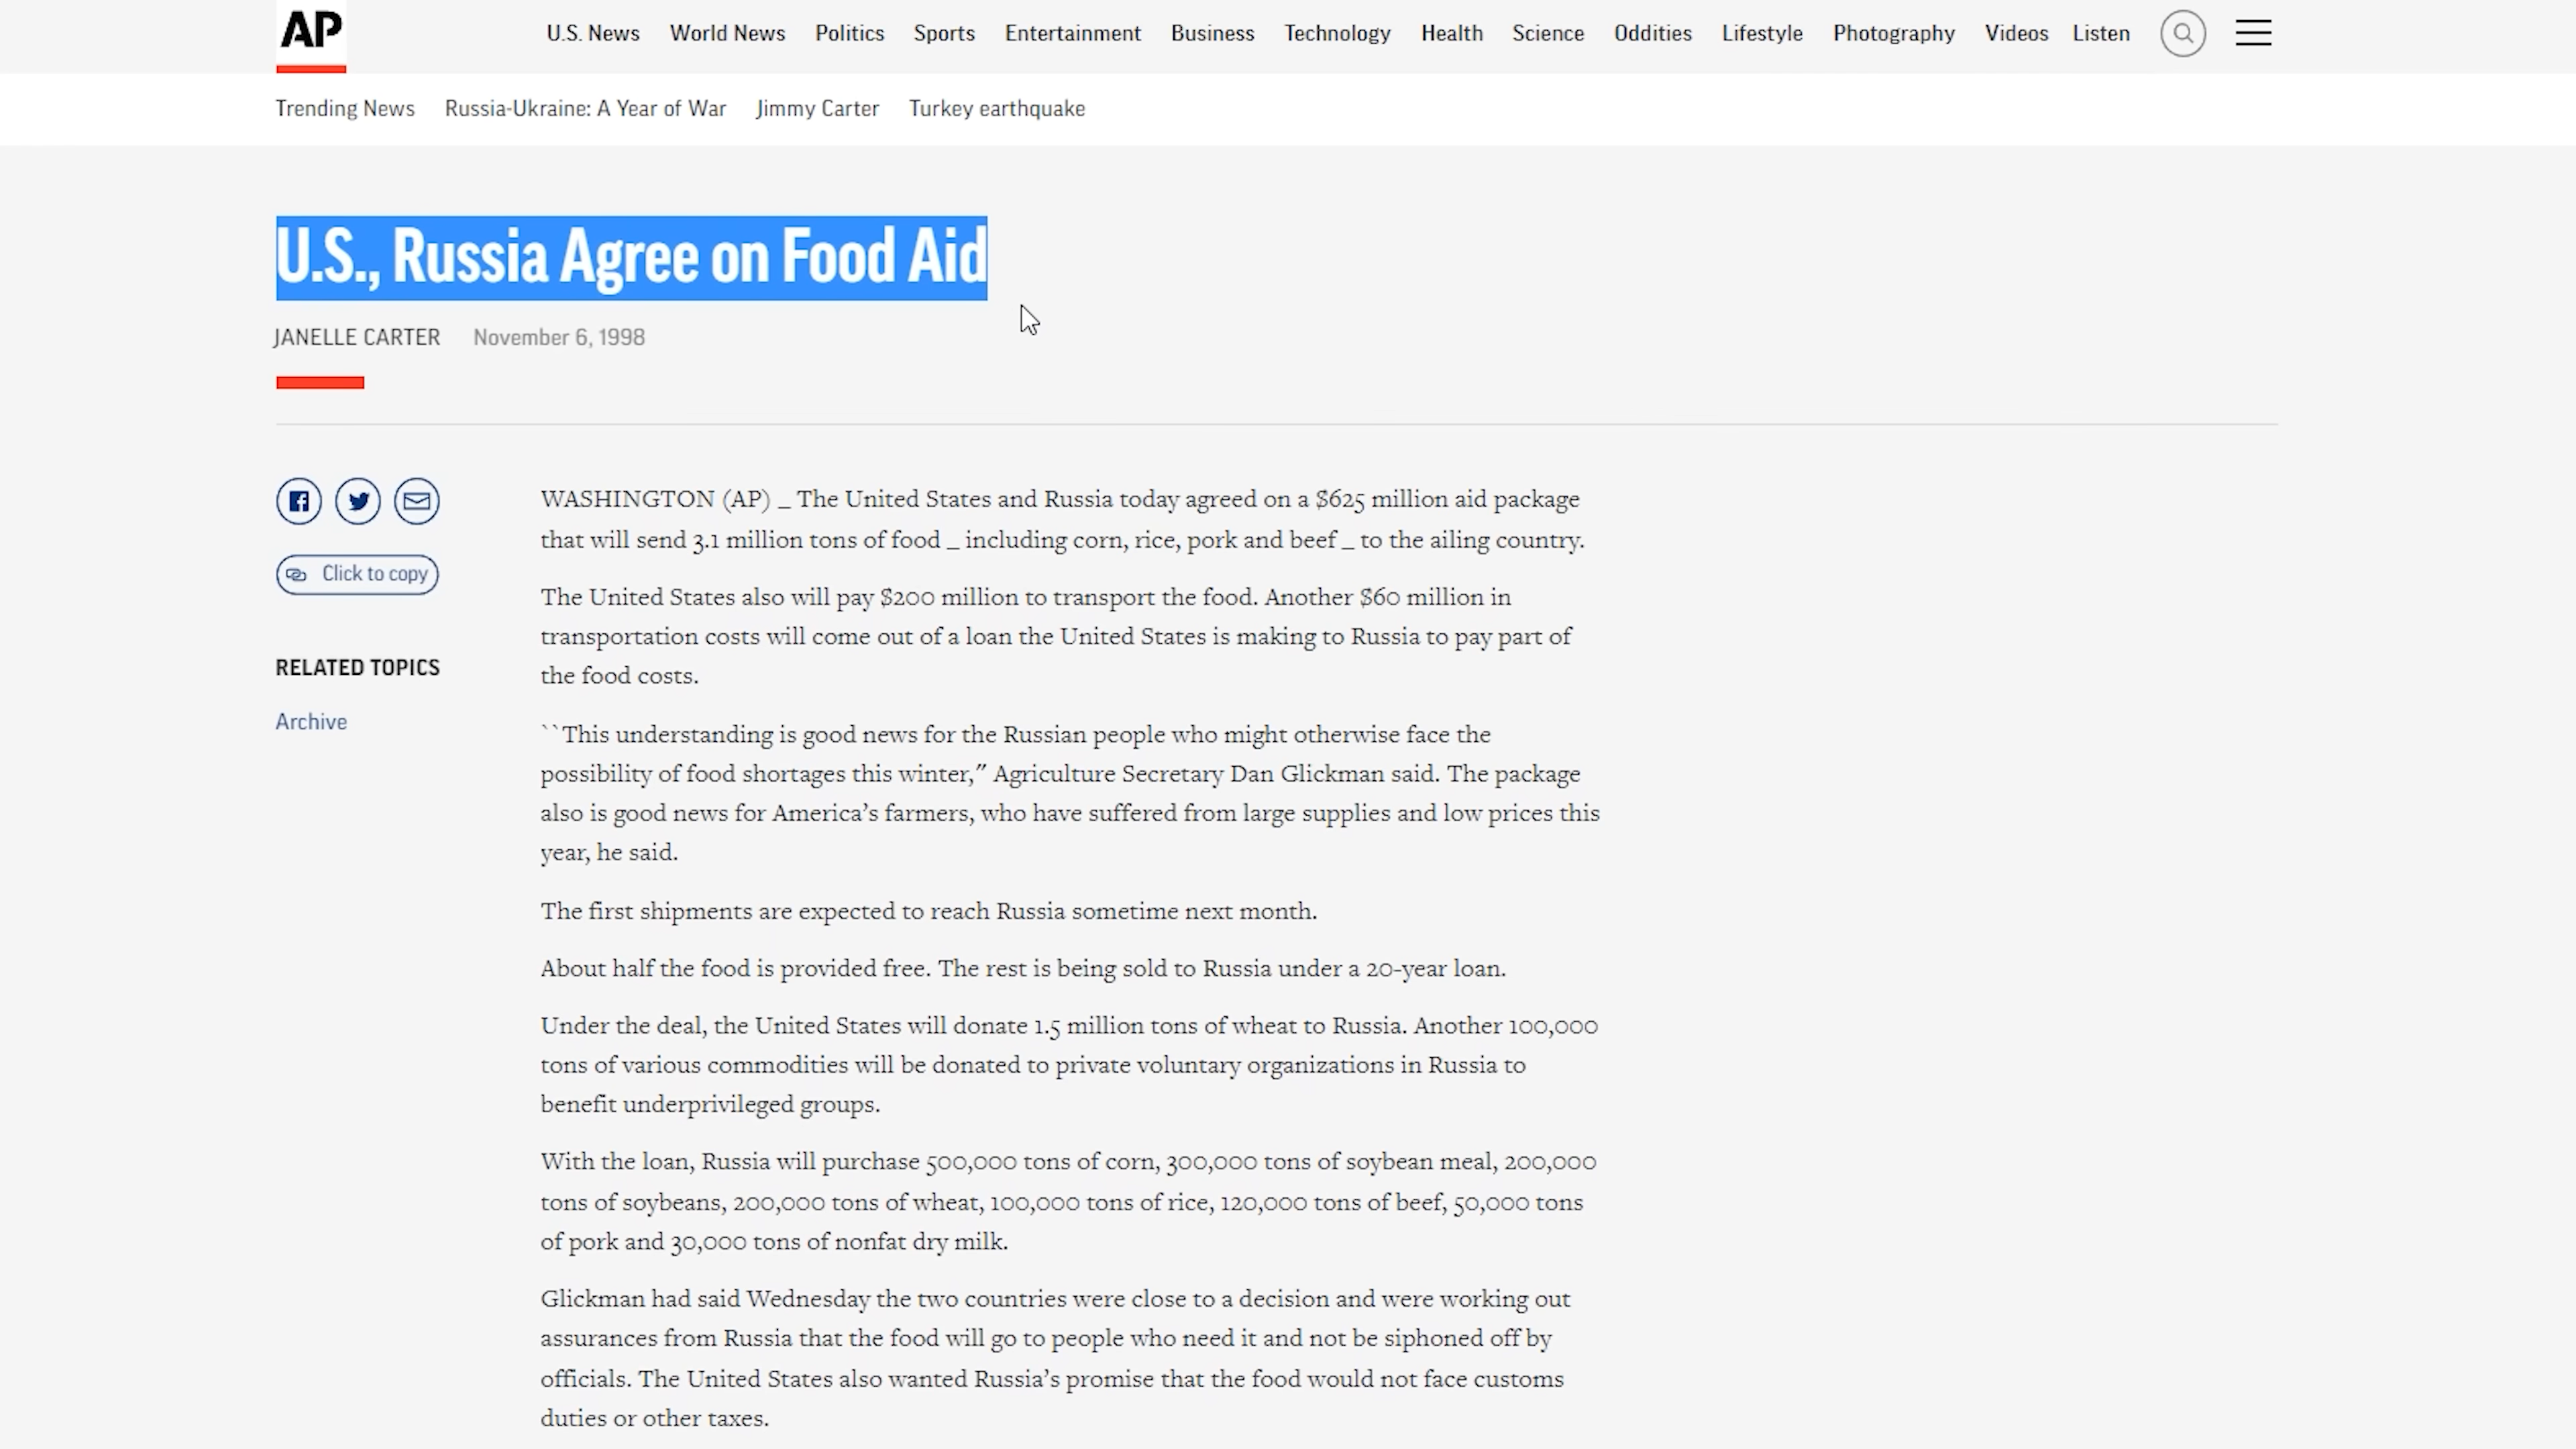 AP
U.S. News World News Politics Sports Entertainment Business Technology Health Science Oddities Lifestyle Photography Videos Listen
Trending News Russia-Ukraine: A Year of War Jimmy Carter Turkey earthquake
U.S., Russia Agree on Food Aid
JANELLE CARTER November 6, 1998
Click to copy
RELATED TOPICS
Archive
WASHINGTON (AP) _ The United States and Russia today agreed on a $625 million aid package
that will send 3.1 million tons of food _ including corn, rice, pork and beef _ to the ailing country.
The United States also will pay $200 million to transport the food. Another $60 million in
transportation costs will come out of a loan the United States is making to Russia to pay part of
the food costs.
``This understanding is good news for the Russian people who might otherwise face the
possibility of food shortages this winter,″ Agriculture Secretary Dan Glickman said. The package
also is good news for America’s farmers, who have suffered from large supplies and low prices this
year, he said.
The first shipments are expected to reach Russia sometime next month.
About half the food is provided free. The rest is being sold to Russia under a 20-year loan.
Under the deal, the United States will donate 1.5 million tons of wheat to Russia. Another 100,000
tons of various commodities will be donated to private voluntary organizations in Russia to
benefit underprivileged groups.
With the loan, Russia will purchase 500,000 tons of corn, 300,000 tons of soybean meal, 200,000
tons of soybeans, 200,000 tons of wheat, 100,000 tons of rice, 120,000 tons of beef, 50,000 tons
of pork and 30,000 tons of nonfat dry milk.
Glickman had said Wednesday the two countries were close to a decision and were working out
assurances from Russia that the food will go to people who need it and not be siphoned off by
officials. The United States also wanted Russia’s promise that the food would not face customs
duties or other taxes.